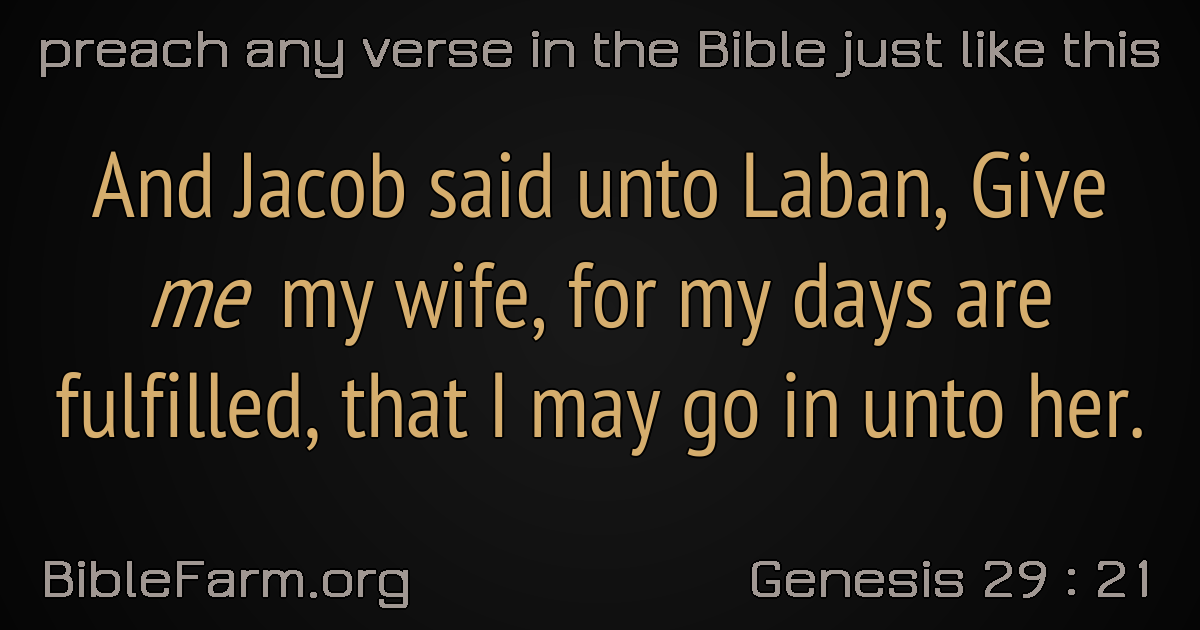 preach any verse in the Bible just like this
And Jacob said unto Laban, Give
me my wife, for my days are
fulfilled, that I may go in unto her.
BibleFarm.org
Genesis 29 : 21